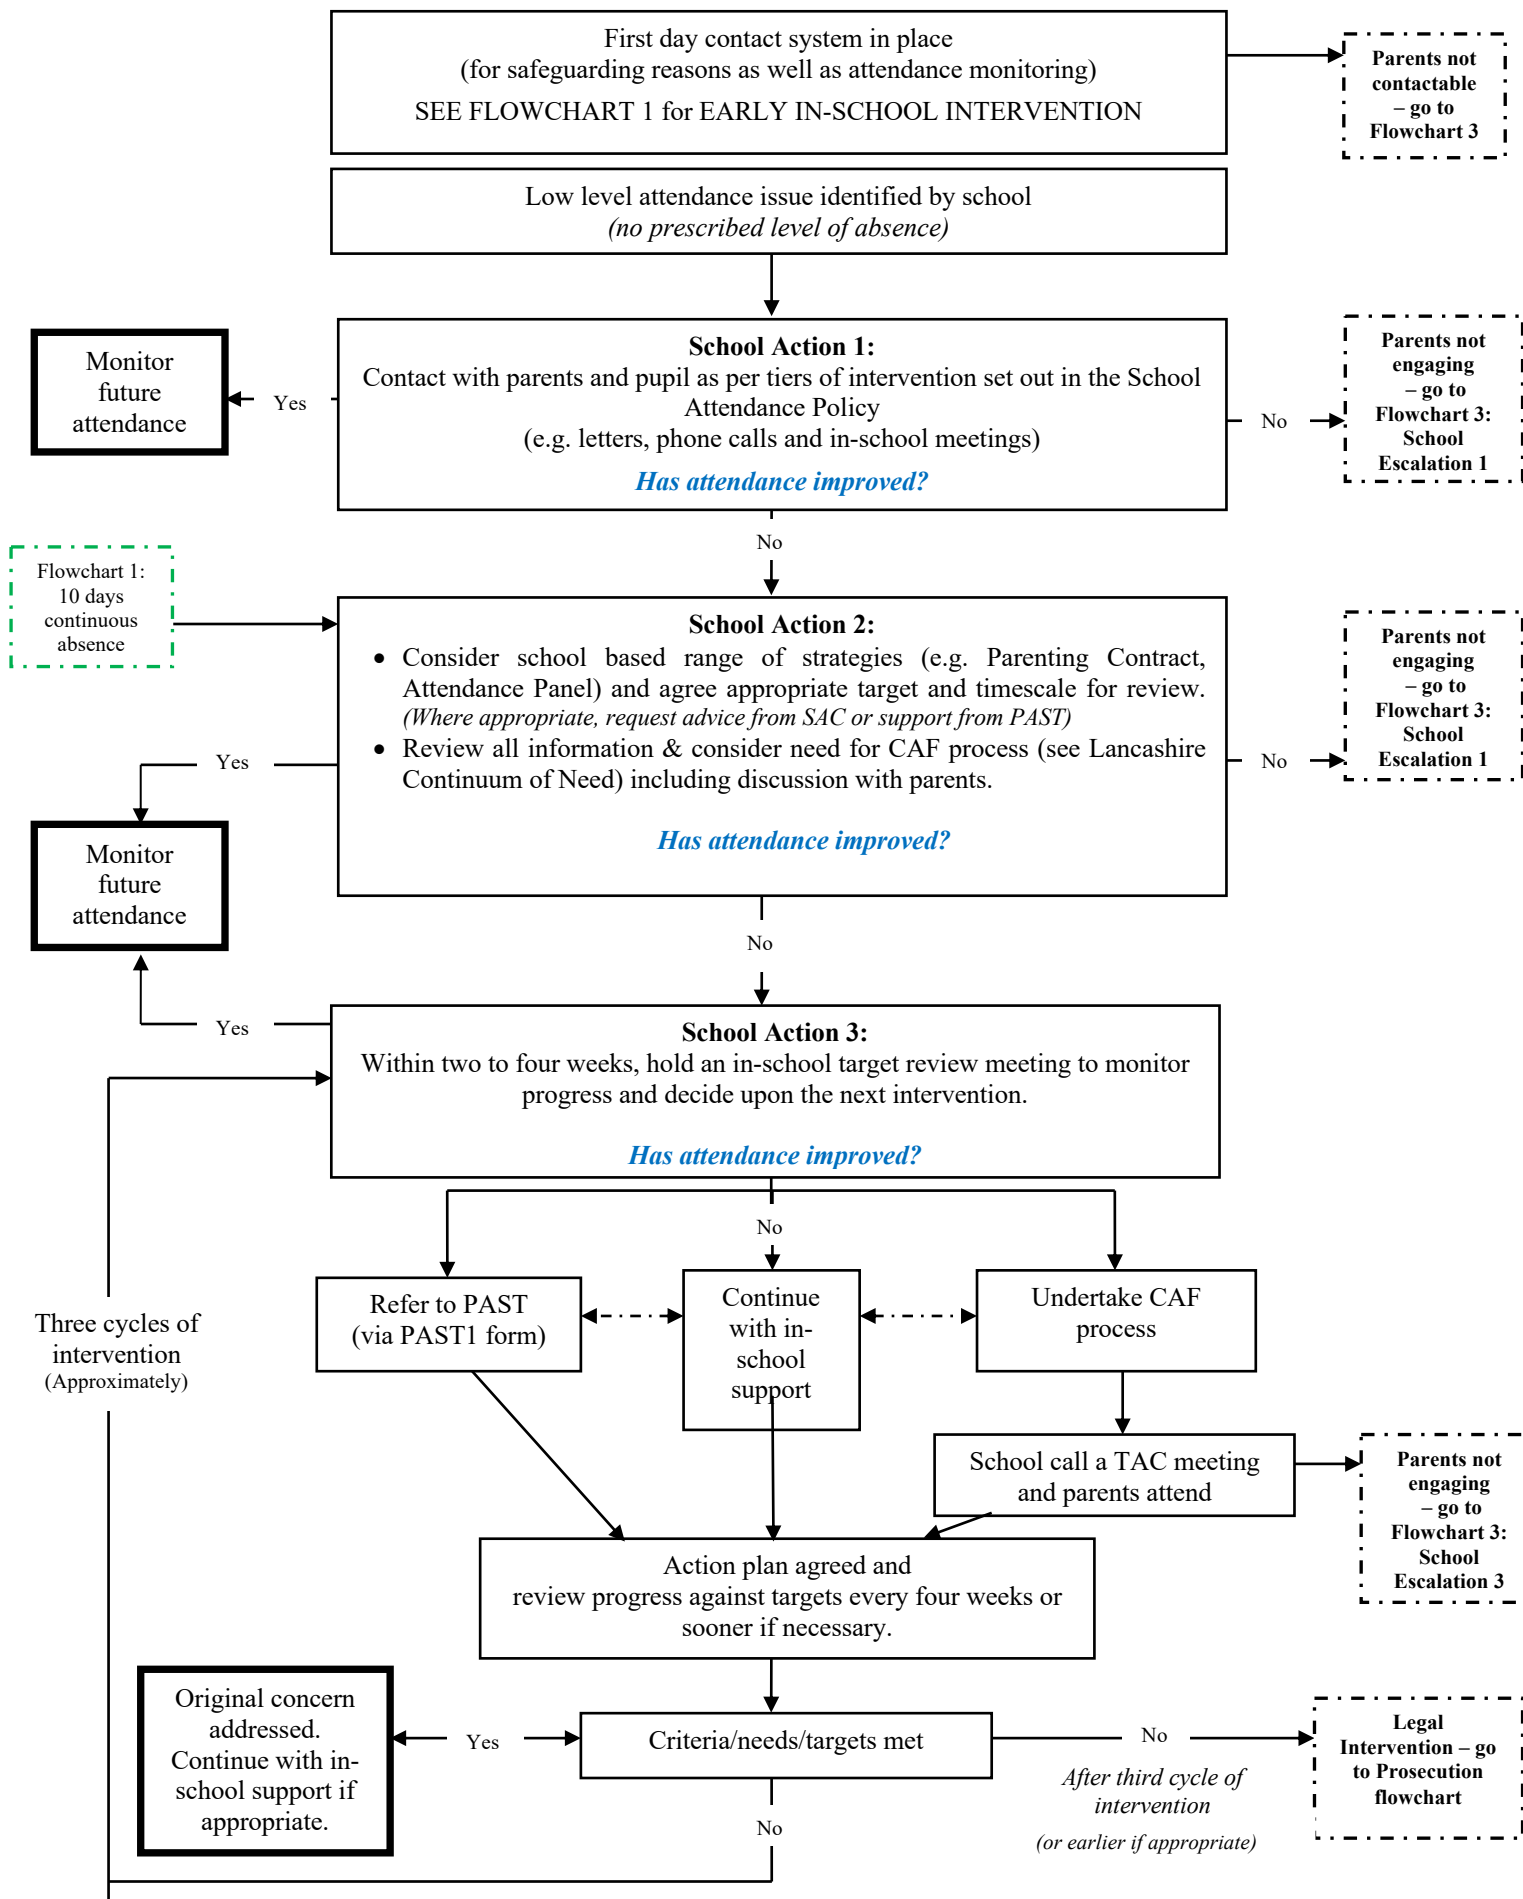 First day contact system in place
(for safeguarding reasons as well as attendance monitoring)
SEE FLOWCHART 1 for EARLY IN-SCHOOL INTERVENTION
Parents not
contactable
– go to
Flowchart 3
Low level attendance issue identified by school
(no prescribed level of absence)
Monitor
future
attendance
Yes
School Action 1:
Contact with parents and pupil as per tiers of intervention set out in the School
Attendance Policy
(e.g. letters, phone calls and in-school meetings)
Has attendance improved?
No
Parents not
engaging
– go to
Flowchart 3:
School
Escalation 1
No
Flowchart 1:
10 days
continuous
absence
School Action 2:
• Consider school based range of strategies (e.g. Parenting Contract,
Attendance Panel) and agree appropriate target and timescale for review.
(Where appropriate, request advice from SAC or support from PAST)
• Review all information & consider need for CAF process (see Lancashire
Continuum of Need) including discussion with parents.
Has attendance improved?
No
Parents not
engaging
– go to
Flowchart 3:
School
Escalation 1
Yes
Monitor
future
attendance
No
Yes
School Action 3:
Within two to four weeks, hold an in-school target review meeting to monitor
progress and decide upon the next intervention.
Has attendance improved?
No
Three cycles of
intervention
(Approximately)
Refer to PAST
(via PAST1 form)
Continue
with in-
school
support
Undertake CAF
process
School call a TAC meeting
and parents attend
Parents not
engaging
– go to
Flowchart 3:
School
Escalation 3
Action plan agreed and
review progress against targets every four weeks or
sooner if necessary.
Original concern
addressed.
Continue with in-
school support if
appropriate.
Yes
Criteria/needs/targets met
No
After third cycle of
intervention
(or earlier if appropriate)
Legal
Intervention – go
to Prosecution
flowchart
No